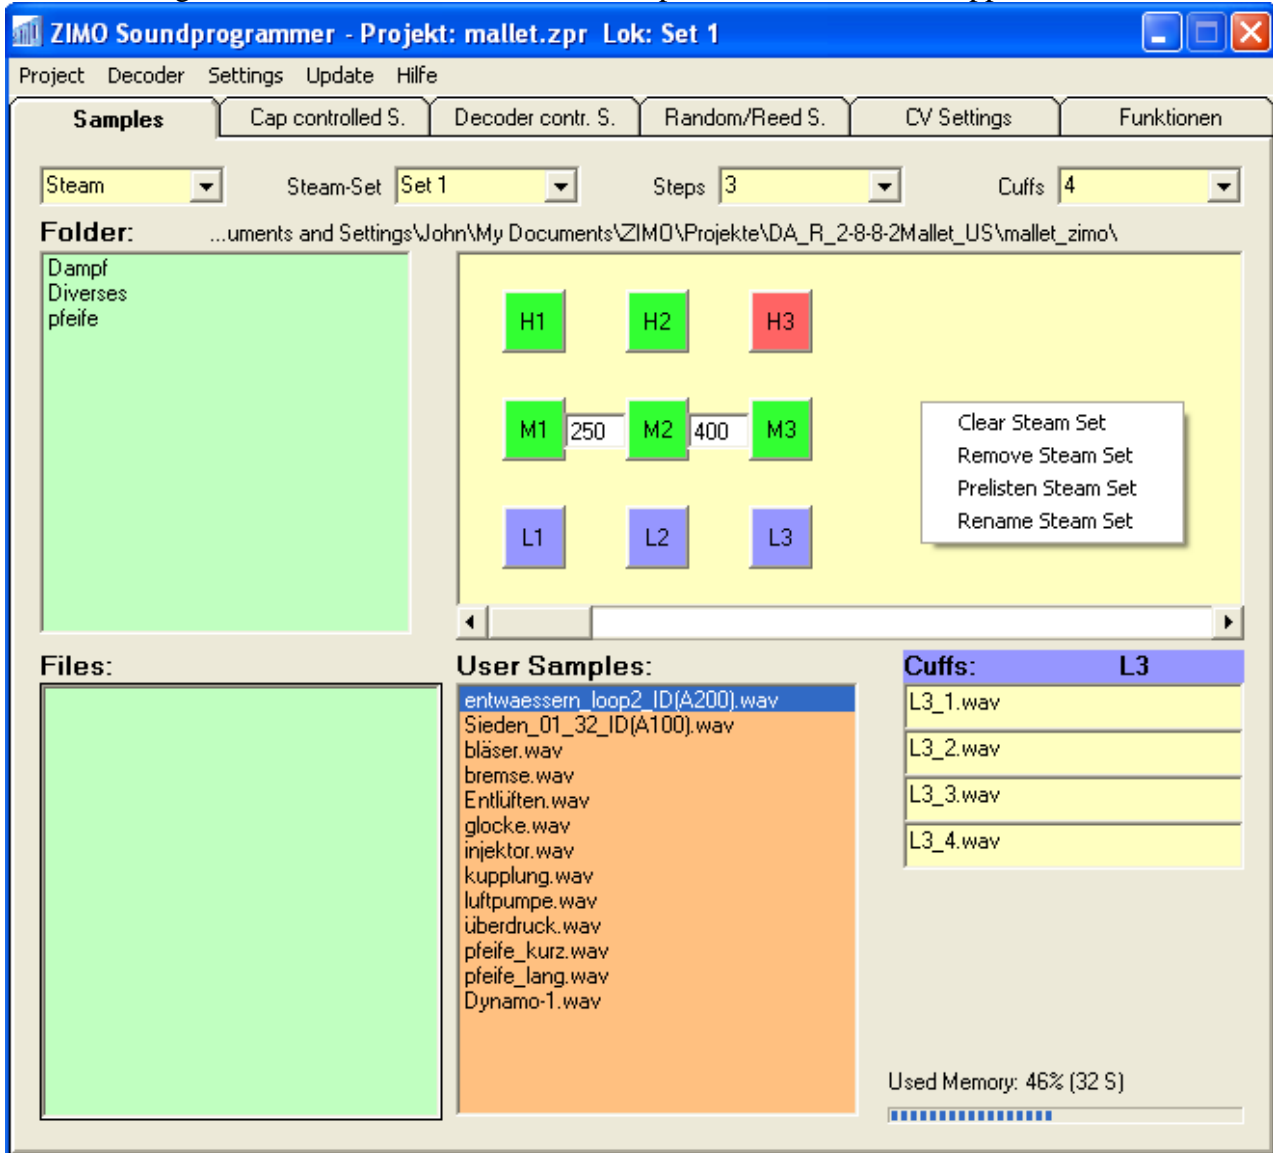 ZIMO Soundprogrammer - Projekt: mallet.zpr Lok: Set 1
Project Decoder Settings Update Hilfe
Samples Cap controlled S. Decoder contr. S. Random/Reed S. CV Settings Funktionen
Steam Steam-Set Set 1 Steps 3 Cuffs 4
Folder: ...uments and Settings\John\My Documents\ZIMO\Projekte\DA_R_2-8-8-2Mallet_US\mallet_zimo\
Dampf
Diverses
pfeife
H1 H2 H3
M1 250 M2 400 M3
L1 L2 L3
Clear Steam Set
Remove Steam Set
Prelisten Steam Set
Rename Steam Set
Files:
User Samples:
entwaessern_loop2_ID(A200).wav
Sieden_01_32_ID(A100).wav
bläser.wav
bremse.wav
Entlüften.wav
glocke.wav
injektor.wav
kupplung.wav
luftpumpe.wav
überdruck.wav
pfeife_kurz.wav
pfeife_lang.wav
Dynamo-1.wav
Cuffs: L3
L3_1.wav
L3_2.wav
L3_3.wav
L3_4.wav
Used Memory: 46% (32 S)